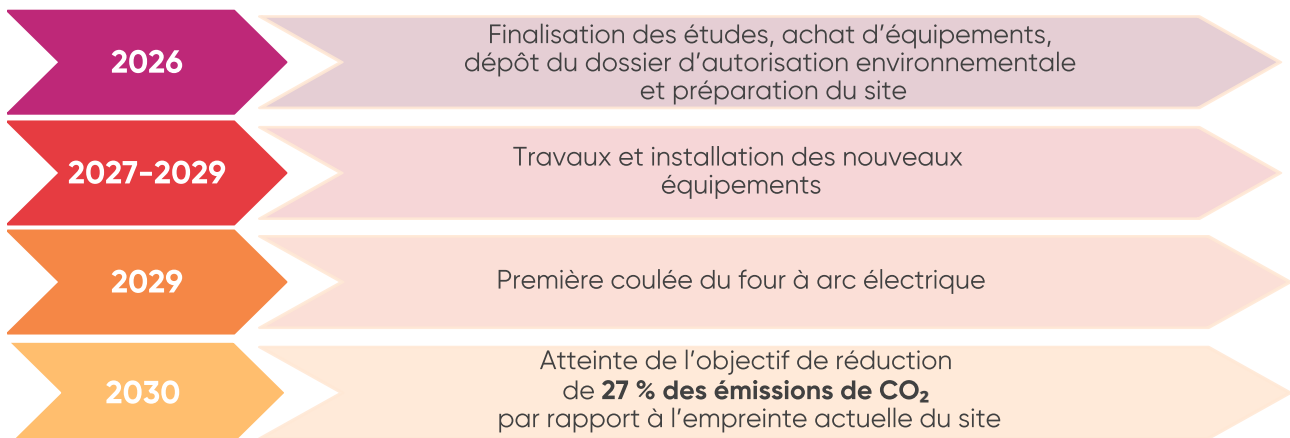 2026
Finalisation des études, achat d’équipements,
dépôt du dossier d’autorisation environnementale
et préparation du site
2027-2029
Travaux et installation des nouveaux
équipements
2029
Première coulée du four à arc électrique
2030
Atteinte de l’objectif de réduction
de 27 % des émissions de CO₂
par rapport à l’empreinte actuelle du site